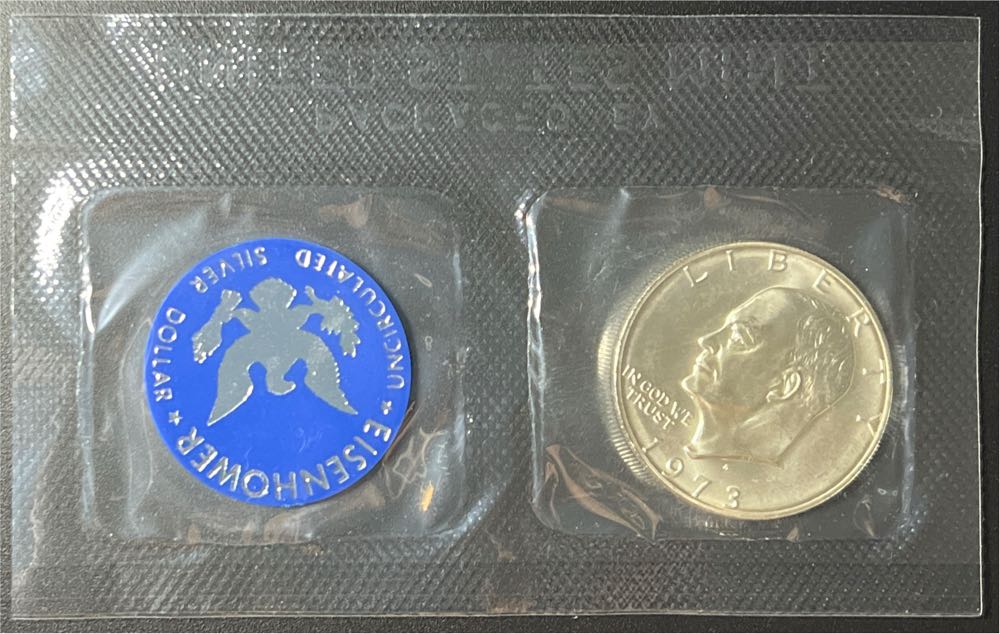 EISENHOWER
★ UNCIRCULATED SILVER DOLLAR ★
LIBERTY
IN GOD WE
TRUST
1973